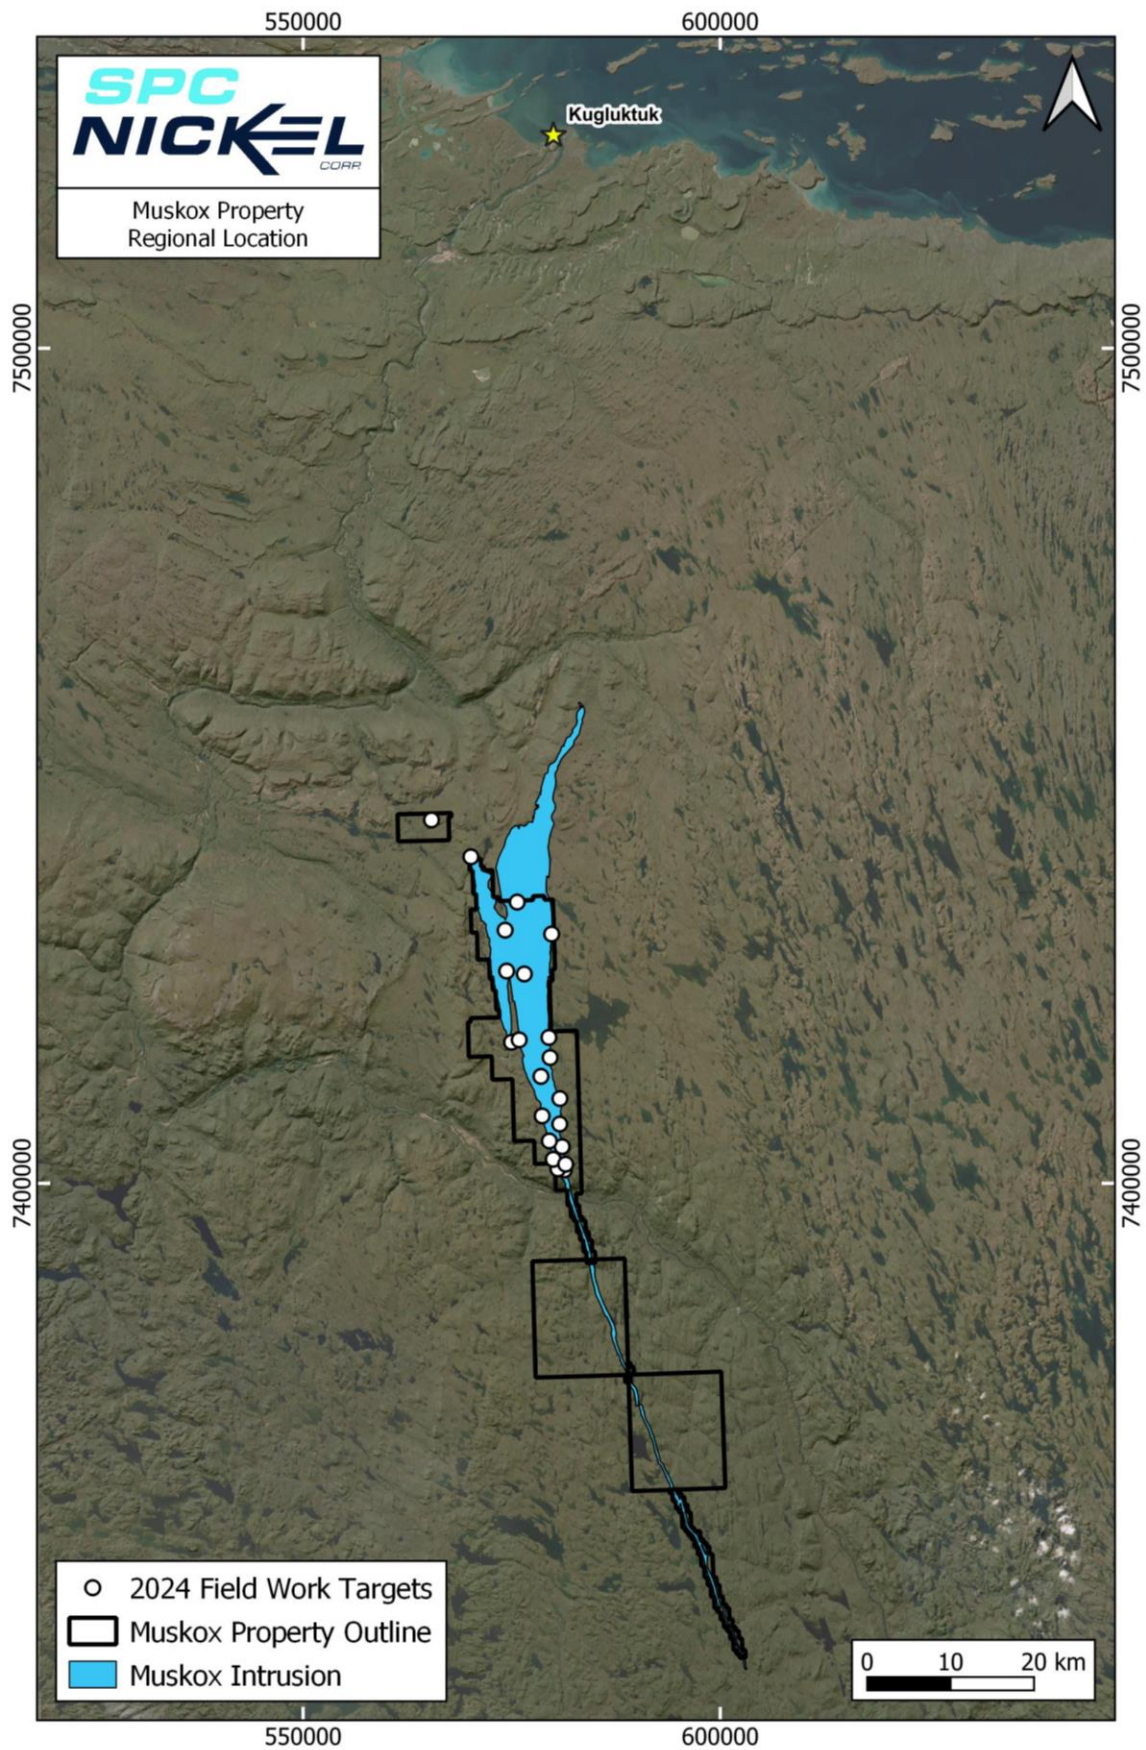 550000
600000
SPC
NICKEL
CORP.
Muskox Property
Regional Location
Kugluktuk
7500000
7500000
7400000
7400000
2024 Field Work Targets
Muskox Property Outline
Muskox Intrusion
0 10 20 km
550000
600000